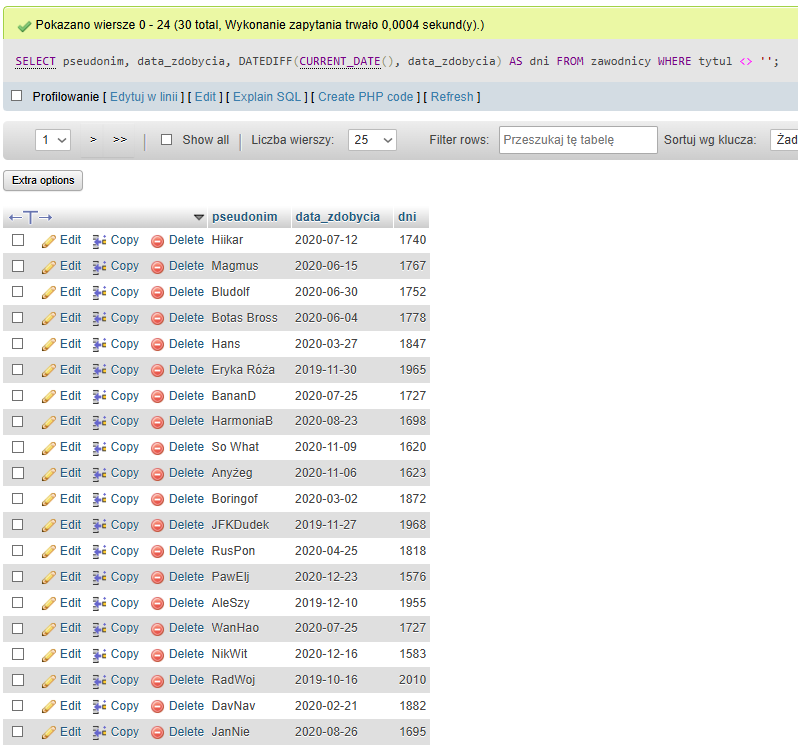 Pokazano wiersze 0 - 24 (30 total, Wykonanie zapytania trwało 0,0004 sekund(y).)
SELECT pseudonim, data_zdobycia, DATEDIFF(CURRENT_DATE(), data_zdobycia) AS dni FROM zawodnicy WHERE tytul <> '';
Profilowanie [ Edytuj w linii ] [ Edit ] [ Explain SQL ] [ Create PHP code ] [ Refresh ]
1 > >> | Show all | Liczba wierszy: 25 Filter rows: Przeszukaj tę tabelę Sortuj wg klucza: Żad
Extra options
←T→ pseudonim data_zdobycia dni
Edit Copy Delete Hiikar 2020-07-12 1740
Edit Copy Delete Magmus 2020-06-15 1767
Edit Copy Delete Bludolf 2020-06-30 1752
Edit Copy Delete Botas Bross 2020-06-04 1778
Edit Copy Delete Hans 2020-03-27 1847
Edit Copy Delete Eryka Róża 2019-11-30 1965
Edit Copy Delete BananD 2020-07-25 1727
Edit Copy Delete HarmoniaB 2020-08-23 1698
Edit Copy Delete So What 2020-11-09 1620
Edit Copy Delete Anyżeg 2020-11-06 1623
Edit Copy Delete Boringof 2020-03-02 1872
Edit Copy Delete JFKDudek 2019-11-27 1968
Edit Copy Delete RusPon 2020-04-25 1818
Edit Copy Delete PawElj 2020-12-23 1576
Edit Copy Delete AleSzy 2019-12-10 1955
Edit Copy Delete WanHao 2020-07-25 1727
Edit Copy Delete NikWit 2020-12-16 1583
Edit Copy Delete RadWoj 2019-10-16 2010
Edit Copy Delete DavNav 2020-02-21 1882
Edit Copy Delete JanNie 2020-08-26 1695